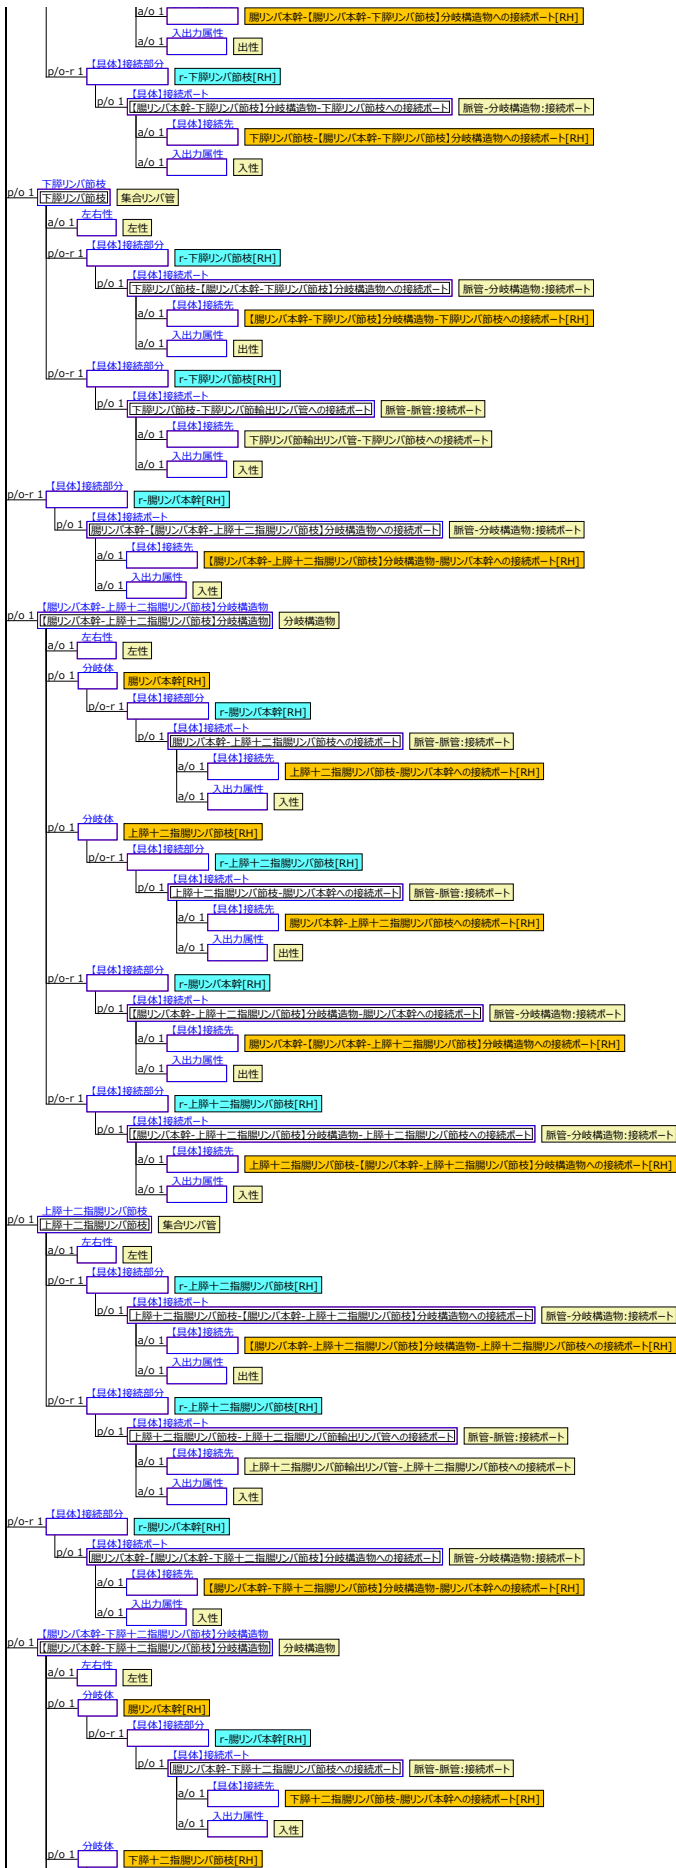 a/o 1 腸リンパ本幹-【腸リンパ本幹-下膵リンパ節枝】分岐構造物への接続ポート[RH]
入出力属性
a/o 1 出性
【具体】接続部分
p/o-r 1 r-下膵リンパ節枝[RH]
【具体】接続ポート
p/o 1 【腸リンパ本幹-下膵リンパ節枝】分岐構造物-下膵リンパ節枝への接続ポート 脈管-分岐構造物:接続ポート
【具体】接続先
a/o 1 下膵リンパ節枝-【腸リンパ本幹-下膵リンパ節枝】分岐構造物への接続ポート[RH]
入出力属性
a/o 1 入性
下膵リンパ節枝
p/o 1 下膵リンパ節枝 集合リンパ管
左右性
a/o 1 左性
【具体】接続部分
p/o-r 1 r-下膵リンパ節枝[RH]
【具体】接続ポート
p/o 1 下膵リンパ節枝-【腸リンパ本幹-下膵リンパ節枝】分岐構造物への接続ポート 脈管-分岐構造物:接続ポート
【具体】接続先
a/o 1 【腸リンパ本幹-下膵リンパ節枝】分岐構造物-下膵リンパ節枝への接続ポート[RH]
入出力属性
a/o 1 出性
【具体】接続部分
p/o-r 1 r-下膵リンパ節枝[RH]
【具体】接続ポート
p/o 1 下膵リンパ節枝-下膵リンパ節輸出リンパ管への接続ポート 脈管-脈管:接続ポート
【具体】接続先
a/o 1 下膵リンパ節輸出リンパ管-下膵リンパ節枝への接続ポート
入出力属性
a/o 1 入性
【具体】接続部分
p/o-r 1 r-腸リンパ本幹[RH]
【具体】接続ポート
p/o 1 腸リンパ本幹-【腸リンパ本幹-上膵十二指腸リンパ節枝】分岐構造物への接続ポート 脈管-分岐構造物:接続ポート
【具体】接続先
a/o 1 【腸リンパ本幹-上膵十二指腸リンパ節枝】分岐構造物-腸リンパ本幹への接続ポート[RH]
入出力属性
a/o 1 入性
【腸リンパ本幹-上膵十二指腸リンパ節枝】分岐構造物
p/o 1 【腸リンパ本幹-上膵十二指腸リンパ節枝】分岐構造物 分岐構造物
左右性
a/o 1 左性
分岐体
p/o 1 腸リンパ本幹[RH]
【具体】接続部分
p/o-r 1 r-腸リンパ本幹[RH]
【具体】接続ポート
p/o 1 腸リンパ本幹-上膵十二指腸リンパ節枝への接続ポート 脈管-脈管:接続ポート
【具体】接続先
a/o 1 上膵十二指腸リンパ節枝-腸リンパ本幹への接続ポート[RH]
入出力属性
a/o 1 入性
分岐体
p/o 1 上膵十二指腸リンパ節枝[RH]
【具体】接続部分
p/o-r 1 r-上膵十二指腸リンパ節枝[RH]
【具体】接続ポート
p/o 1 上膵十二指腸リンパ節枝-腸リンパ本幹への接続ポート 脈管-脈管:接続ポート
【具体】接続先
a/o 1 腸リンパ本幹-上膵十二指腸リンパ節枝への接続ポート[RH]
入出力属性
a/o 1 出性
【具体】接続部分
p/o-r 1 r-腸リンパ本幹[RH]
【具体】接続ポート
p/o 1 【腸リンパ本幹-上膵十二指腸リンパ節枝】分岐構造物-腸リンパ本幹への接続ポート 脈管-分岐構造物:接続ポート
【具体】接続先
a/o 1 腸リンパ本幹-【腸リンパ本幹-上膵十二指腸リンパ節枝】分岐構造物への接続ポート[RH]
入出力属性
a/o 1 出性
【具体】接続部分
p/o-r 1 r-上膵十二指腸リンパ節枝[RH]
【具体】接続ポート
p/o 1 【腸リンパ本幹-上膵十二指腸リンパ節枝】分岐構造物-上膵十二指腸リンパ節枝への接続ポート 脈管-分岐構造物:接続ポート
【具体】接続先
a/o 1 上膵十二指腸リンパ節枝-【腸リンパ本幹-上膵十二指腸リンパ節枝】分岐構造物への接続ポート[RH]
入出力属性
a/o 1 入性
上膵十二指腸リンパ節枝
p/o 1 上膵十二指腸リンパ節枝 集合リンパ管
左右性
a/o 1 左性
【具体】接続部分
p/o-r 1 r-上膵十二指腸リンパ節枝[RH]
【具体】接続ポート
p/o 1 上膵十二指腸リンパ節枝-【腸リンパ本幹-上膵十二指腸リンパ節枝】分岐構造物への接続ポート 脈管-分岐構造物:接続ポート
【具体】接続先
a/o 1 【腸リンパ本幹-上膵十二指腸リンパ節枝】分岐構造物-上膵十二指腸リンパ節枝への接続ポート[RH]
入出力属性
a/o 1 出性
【具体】接続部分
p/o-r 1 r-上膵十二指腸リンパ節枝[RH]
【具体】接続ポート
p/o 1 上膵十二指腸リンパ節枝-上膵十二指腸リンパ節輸出リンパ管への接続ポート 脈管-脈管:接続ポート
【具体】接続先
a/o 1 上膵十二指腸リンパ節輸出リンパ管-上膵十二指腸リンパ節枝への接続ポート
入出力属性
a/o 1 入性
【具体】接続部分
p/o-r 1 r-腸リンパ本幹[RH]
【具体】接続ポート
p/o 1 腸リンパ本幹-【腸リンパ本幹-下膵十二指腸リンパ節枝】分岐構造物への接続ポート 脈管-分岐構造物:接続ポート
【具体】接続先
a/o 1 【腸リンパ本幹-下膵十二指腸リンパ節枝】分岐構造物-腸リンパ本幹への接続ポート[RH]
入出力属性
a/o 1 入性
【腸リンパ本幹-下膵十二指腸リンパ節枝】分岐構造物
p/o 1 【腸リンパ本幹-下膵十二指腸リンパ節枝】分岐構造物 分岐構造物
左右性
a/o 1 左性
分岐体
p/o 1 腸リンパ本幹[RH]
【具体】接続部分
p/o-r 1 r-腸リンパ本幹[RH]
【具体】接続ポート
p/o 1 腸リンパ本幹-下膵十二指腸リンパ節枝への接続ポート 脈管-脈管:接続ポート
【具体】接続先
a/o 1 下膵十二指腸リンパ節枝-腸リンパ本幹への接続ポート[RH]
入出力属性
a/o 1 入性
分岐体
p/o 1 下膵十二指腸リンパ節枝[RH]